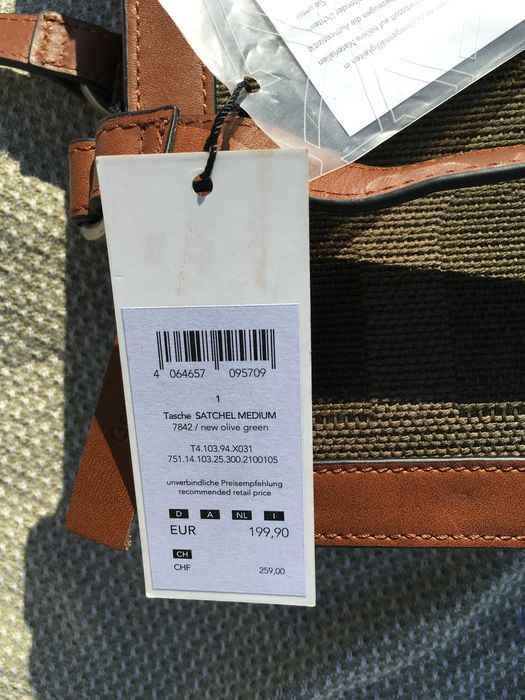 4 064657 095709
1
Tasche SATCHEL MEDIUM
7842 / new olive green
T4.103.94.X031
751.14.103.25.300.2100105
unverbindliche Preisempfehlung
recommended retail price
D A NL I
EUR 199,90
CH
CHF 259,00